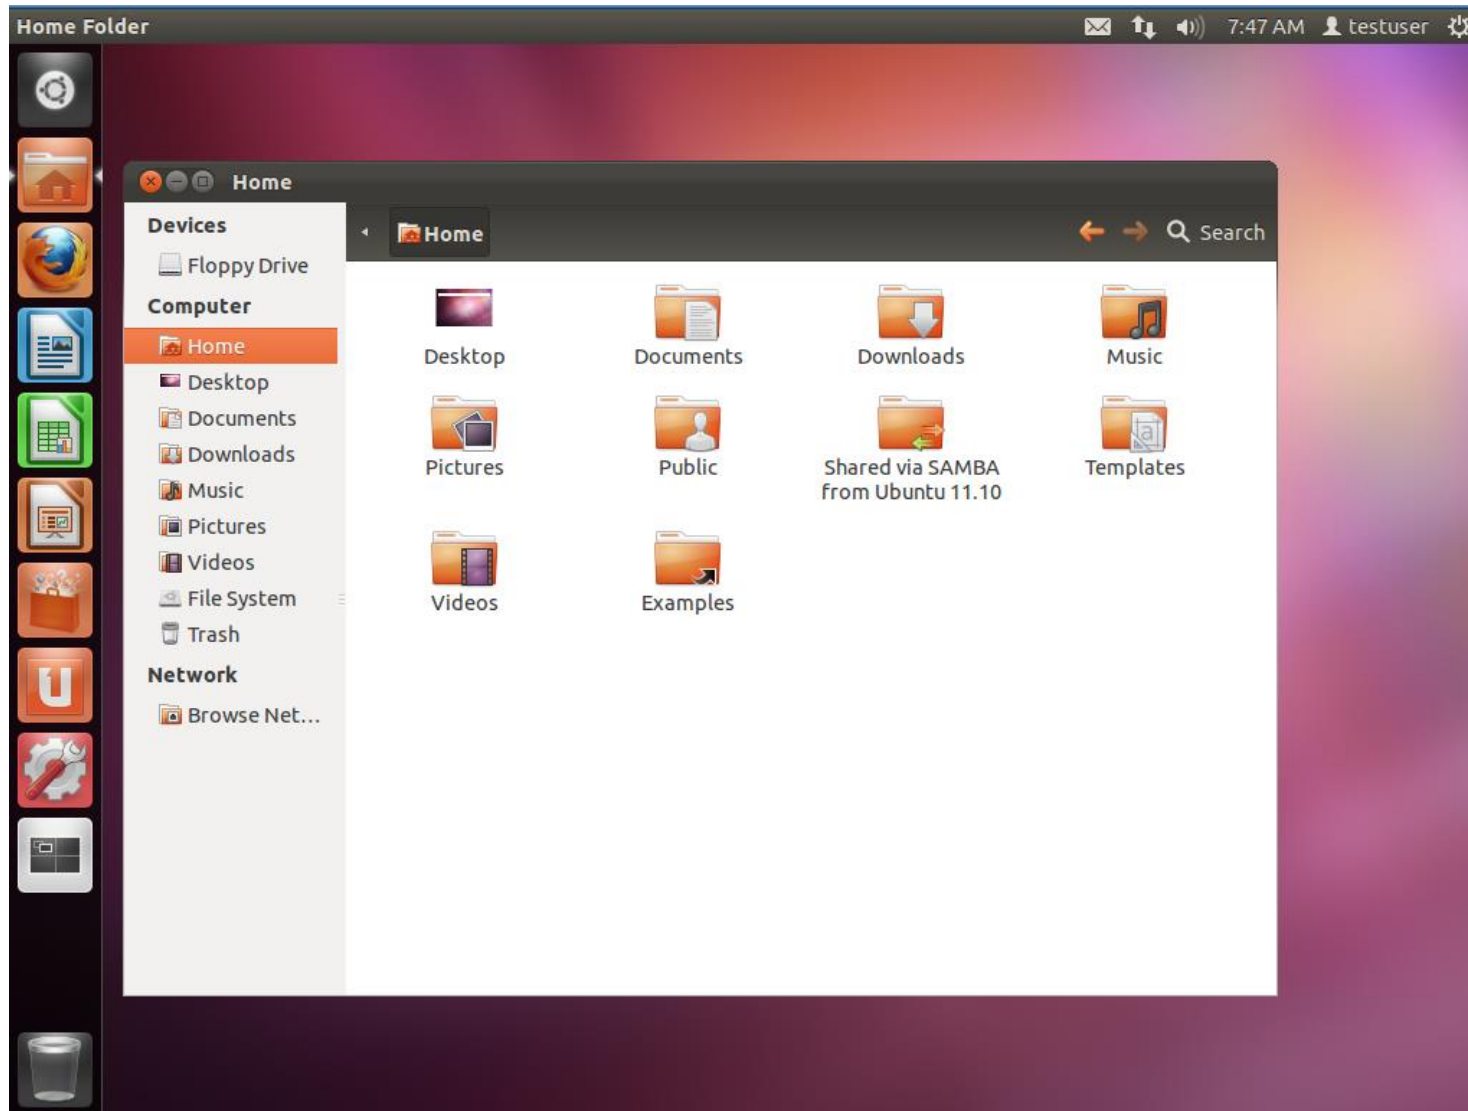 Home Folder
7:47 AM
testuser
Home
Devices
Floppy Drive
Computer
Home
Desktop
Documents
Downloads
Music
Pictures
Videos
File System
Trash
Network
Browse Net...
Home
Search
Desktop
Documents
Downloads
Music
Pictures
Public
Shared via SAMBA
from Ubuntu 11.10
Templates
Videos
Examples